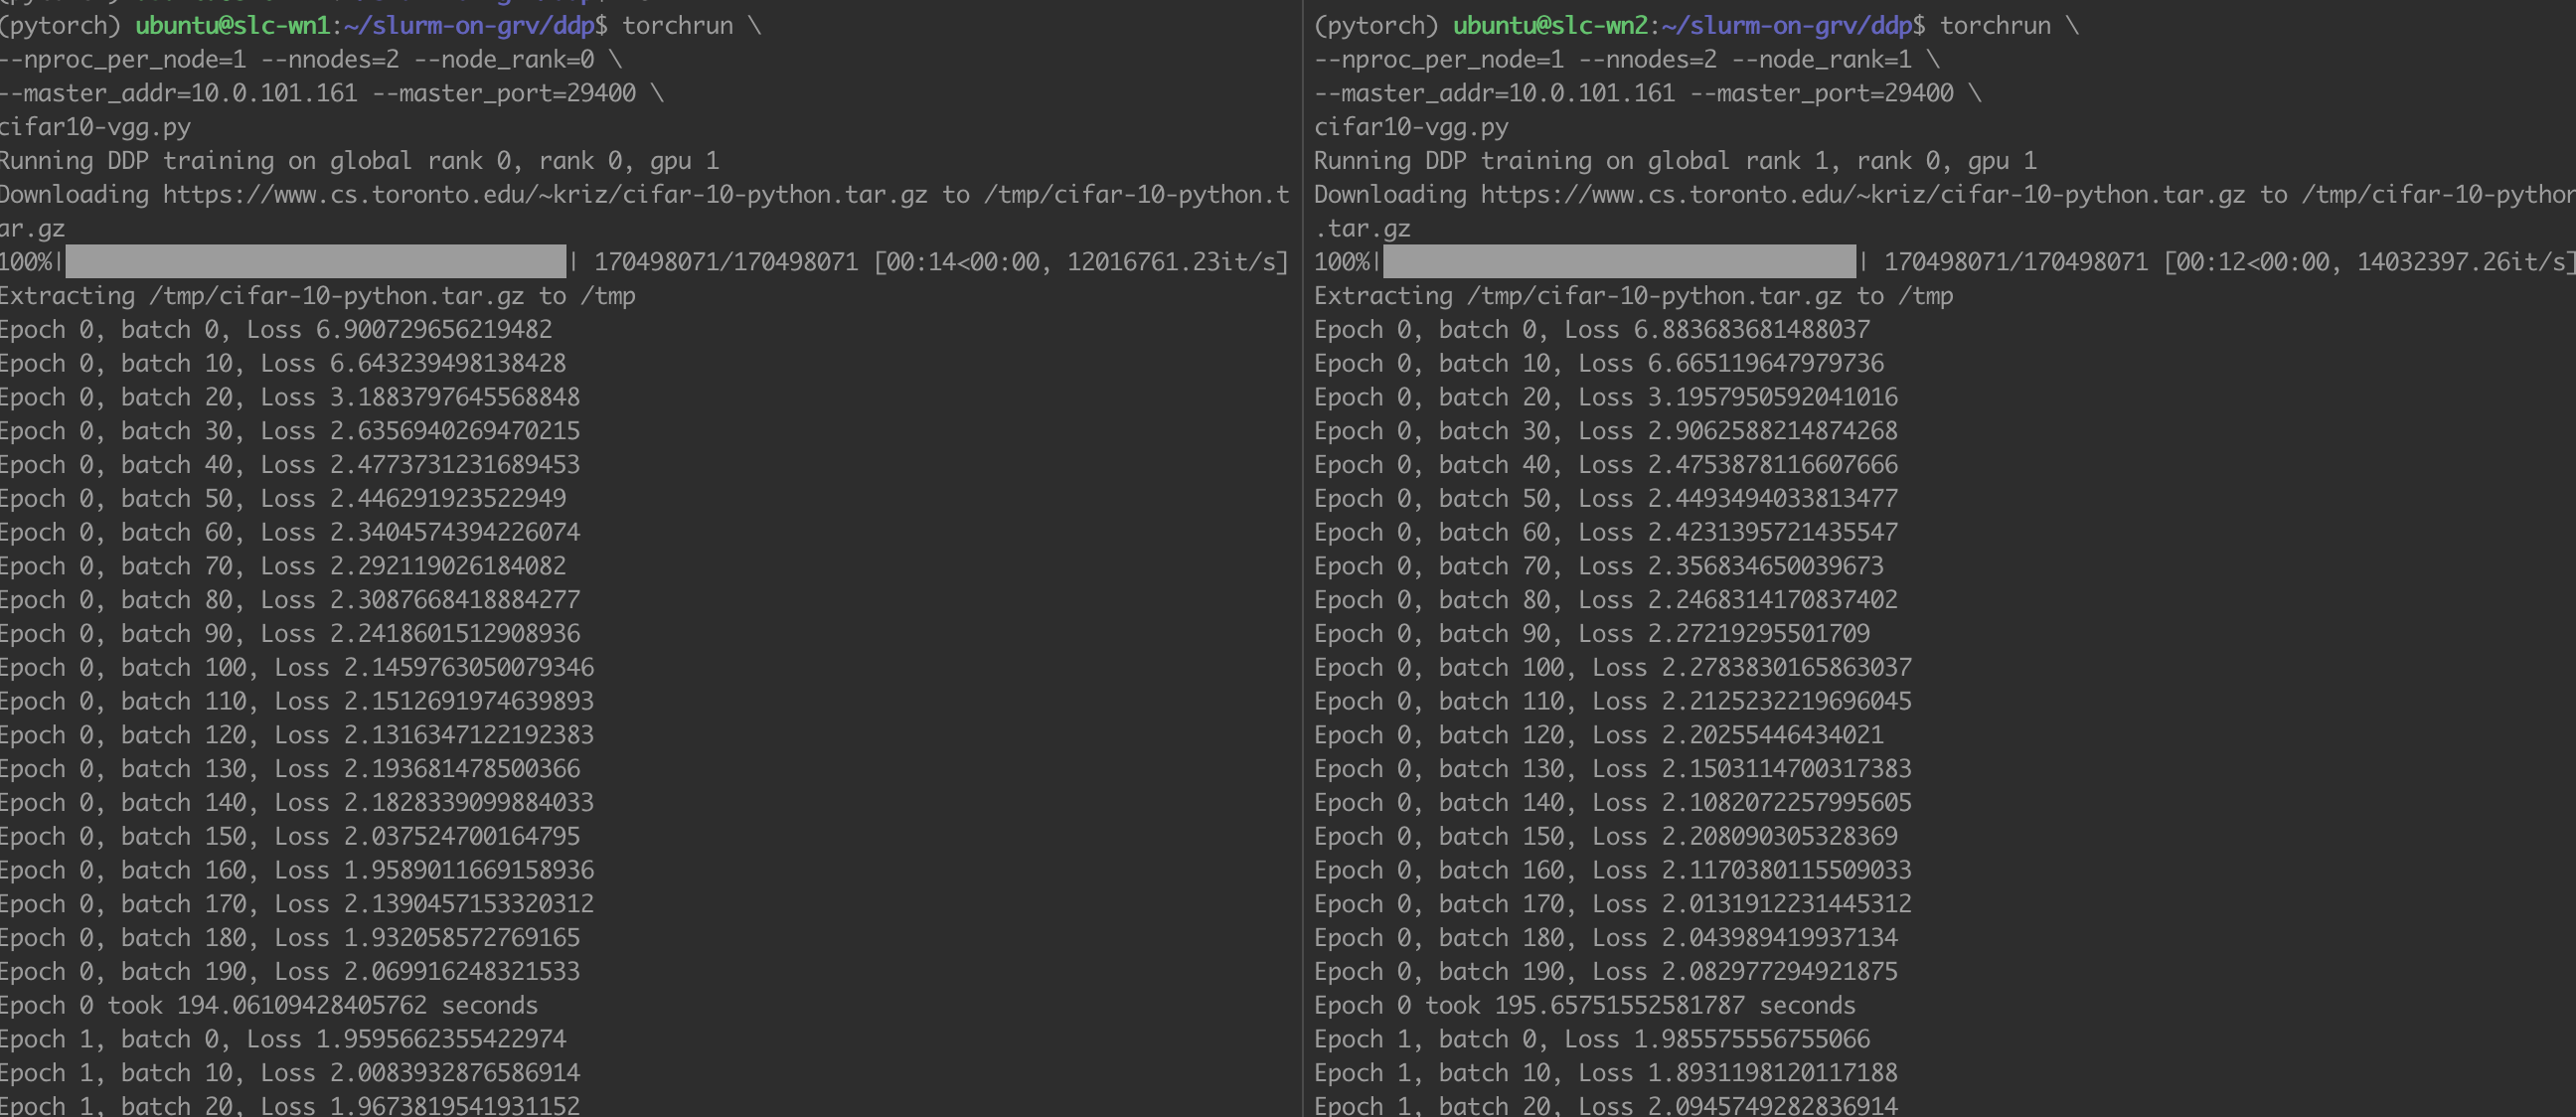 (pytorch) ubuntu@slc-wn1:~/slurm-on-grv/ddp$ torchrun \
--nproc_per_node=1 --nnodes=2 --node_rank=0 \
--master_addr=10.0.101.161 --master_port=29400 \
cifar10-vgg.py
Running DDP training on global rank 0, rank 0, gpu 1
Downloading https://www.cs.toronto.edu/~kriz/cifar-10-python.tar.gz to /tmp/cifar-10-python.t
ar.gz
100%| | 170498071/170498071 [00:14<00:00, 12016761.23it/s]
Extracting /tmp/cifar-10-python.tar.gz to /tmp
Epoch 0, batch 0, Loss 6.900729656219482
Epoch 0, batch 10, Loss 6.643239498138428
Epoch 0, batch 20, Loss 3.1883797645568848
Epoch 0, batch 30, Loss 2.6356940269470215
Epoch 0, batch 40, Loss 2.4773731231689453
Epoch 0, batch 50, Loss 2.446291923522949
Epoch 0, batch 60, Loss 2.3404574394226074
Epoch 0, batch 70, Loss 2.292119026184082
Epoch 0, batch 80, Loss 2.3087668418884277
Epoch 0, batch 90, Loss 2.2418601512908936
Epoch 0, batch 100, Loss 2.1459763050079346
Epoch 0, batch 110, Loss 2.1512691974639893
Epoch 0, batch 120, Loss 2.1316347122192383
Epoch 0, batch 130, Loss 2.193681478500366
Epoch 0, batch 140, Loss 2.1828339099884033
Epoch 0, batch 150, Loss 2.037524700164795
Epoch 0, batch 160, Loss 1.9589011669158936
Epoch 0, batch 170, Loss 2.1390457153320312
Epoch 0, batch 180, Loss 1.932058572769165
Epoch 0, batch 190, Loss 2.069916248321533
Epoch 0 took 194.06109428405762 seconds
Epoch 1, batch 0, Loss 1.9595662355422974
Epoch 1, batch 10, Loss 2.0083932876586914
Epoch 1, batch 20, Loss 1.9673819541931152
(pytorch) ubuntu@slc-wn2:~/slurm-on-grv/ddp$ torchrun \
--nproc_per_node=1 --nnodes=2 --node_rank=1 \
--master_addr=10.0.101.161 --master_port=29400 \
cifar10-vgg.py
Running DDP training on global rank 1, rank 0, gpu 1
Downloading https://www.cs.toronto.edu/~kriz/cifar-10-python.tar.gz to /tmp/cifar-10-python
.tar.gz
100%| | 170498071/170498071 [00:12<00:00, 14032397.26it/s]
Extracting /tmp/cifar-10-python.tar.gz to /tmp
Epoch 0, batch 0, Loss 6.883683681488037
Epoch 0, batch 10, Loss 6.665119647979736
Epoch 0, batch 20, Loss 3.1957950592041016
Epoch 0, batch 30, Loss 2.9062588214874268
Epoch 0, batch 40, Loss 2.4753878116607666
Epoch 0, batch 50, Loss 2.4493494033813477
Epoch 0, batch 60, Loss 2.4231395721435547
Epoch 0, batch 70, Loss 2.356834650039673
Epoch 0, batch 80, Loss 2.2468314170837402
Epoch 0, batch 90, Loss 2.27219295501709
Epoch 0, batch 100, Loss 2.2783830165863037
Epoch 0, batch 110, Loss 2.2125232219696045
Epoch 0, batch 120, Loss 2.20255446434021
Epoch 0, batch 130, Loss 2.1503114700317383
Epoch 0, batch 140, Loss 2.1082072257995605
Epoch 0, batch 150, Loss 2.208090305328369
Epoch 0, batch 160, Loss 2.1170380115509033
Epoch 0, batch 170, Loss 2.0131912231445312
Epoch 0, batch 180, Loss 2.043989419937134
Epoch 0, batch 190, Loss 2.082977294921875
Epoch 0 took 195.65751552581787 seconds
Epoch 1, batch 0, Loss 1.985575556755066
Epoch 1, batch 10, Loss 1.8931198120117188
Epoch 1, batch 20, Loss 2.0945749282836914